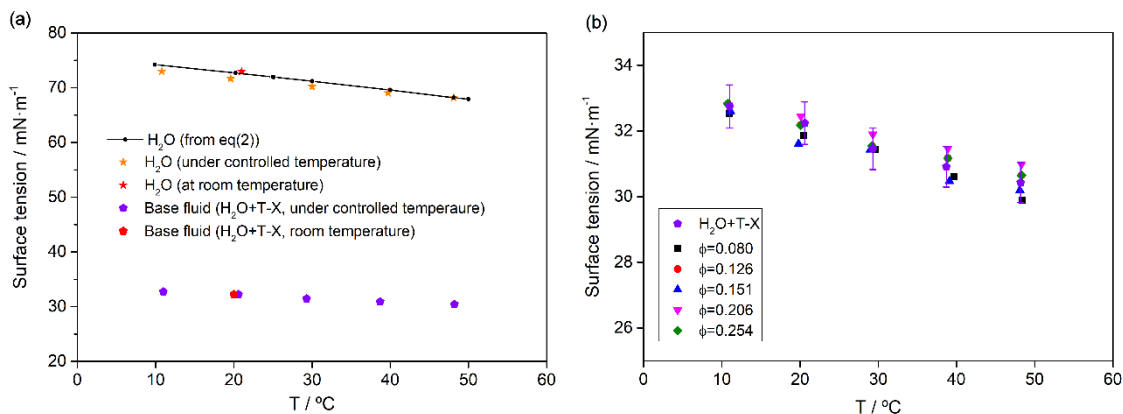 (a)
80
70
60
50
40
30
20
Surface tension / mN·m⁻¹
H₂O (from eq(2))
H₂O (under controlled temperature)
H₂O (at room temperature)
Base fluid (H₂O+T-X, under controlled temperaure)
Base fluid (H₂O+T-X, room temperature)
0 10 20 30 40 50 60
T / ºC
(b)
34
32
30
28
26
Surface tension / mN·m⁻¹
H₂O+T-X
ϕ=0.080
ϕ=0.126
ϕ=0.151
ϕ=0.206
ϕ=0.254
0 10 20 30 40 50 60
T / ºC